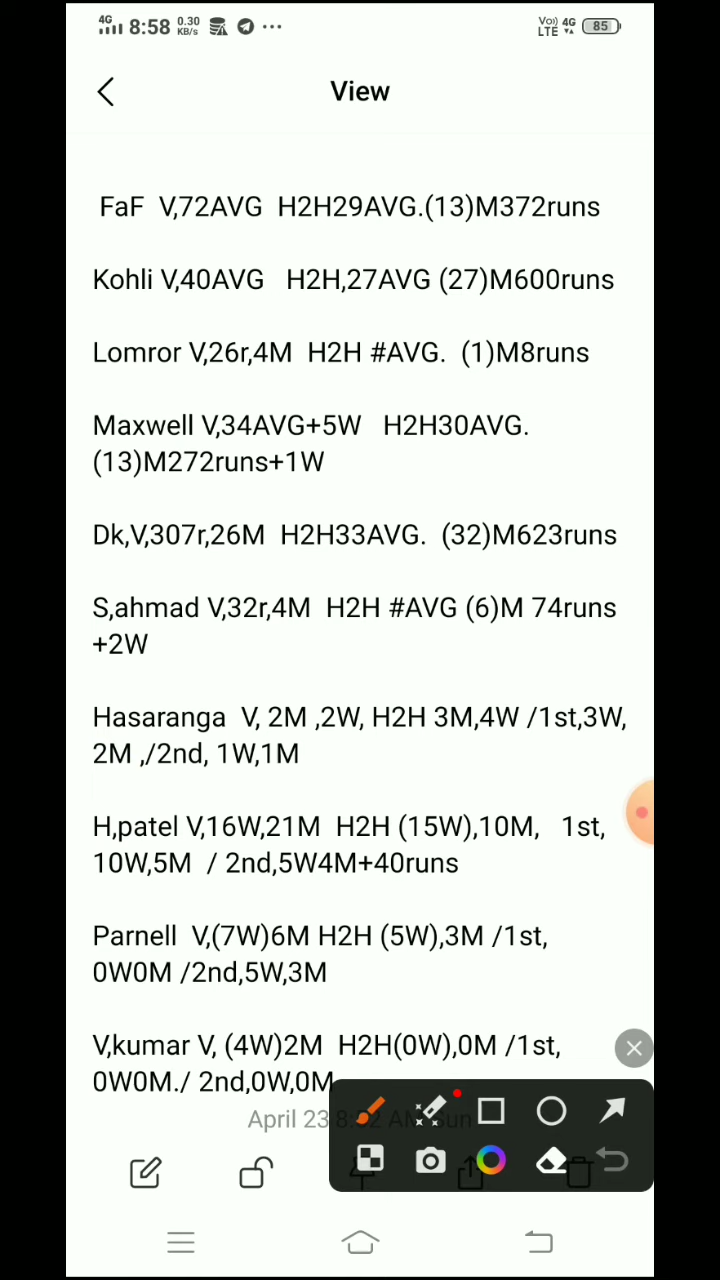 4G 8:58 0.30 KB/s ... Vo)) LTE 4G 85
View
FaF V,72AVG H2H29AVG.(13)M372runs
Kohli V,40AVG H2H,27AVG (27)M600runs
Lomror V,26r,4M H2H #AVG. (1)M8runs
Maxwell V,34AVG+5W H2H30AVG.
(13)M272runs+1W
Dk,V,307r,26M H2H33AVG. (32)M623runs
S,ahmad V,32r,4M H2H #AVG (6)M 74runs
+2W
Hasaranga V, 2M ,2W, H2H 3M,4W /1st,3W,
2M ,/2nd, 1W,1M
H,patel V,16W,21M H2H (15W),10M, 1st,
10W,5M / 2nd,5W4M+40runs
Parnell V,(7W)6M H2H (5W),3M /1st,
0W0M /2nd,5W,3M
V,kumar V, (4W)2M H2H(0W),0M /1st,
0W0M./ 2nd,0W,0M
April 23 AM Sun